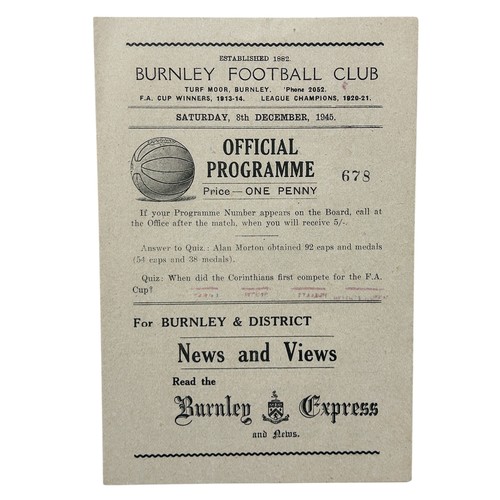 ESTABLISHED 1882.
BURNLEY FOOTBALL CLUB
TURF MOOR, BURNLEY. 'Phone 2052.
F.A. CUP WINNERS, 1913-14. LEAGUE CHAMPIONS, 1920-21.
SATURDAY, 8th DECEMBER, 1945.
OFFICIAL
PROGRAMME
Price—ONE PENNY
678
If your Programme Number appears on the Board, call at
the Office after the match, when you will receive 5/-.
Answer to Quiz: Alan Morton obtained 92 caps and medals
(54 caps and 38 medals).
Quiz: When did the Corinthians first compete for the F.A.
Cup?
For BURNLEY & DISTRICT
News and Views
Read the
Burnley Express
and News.